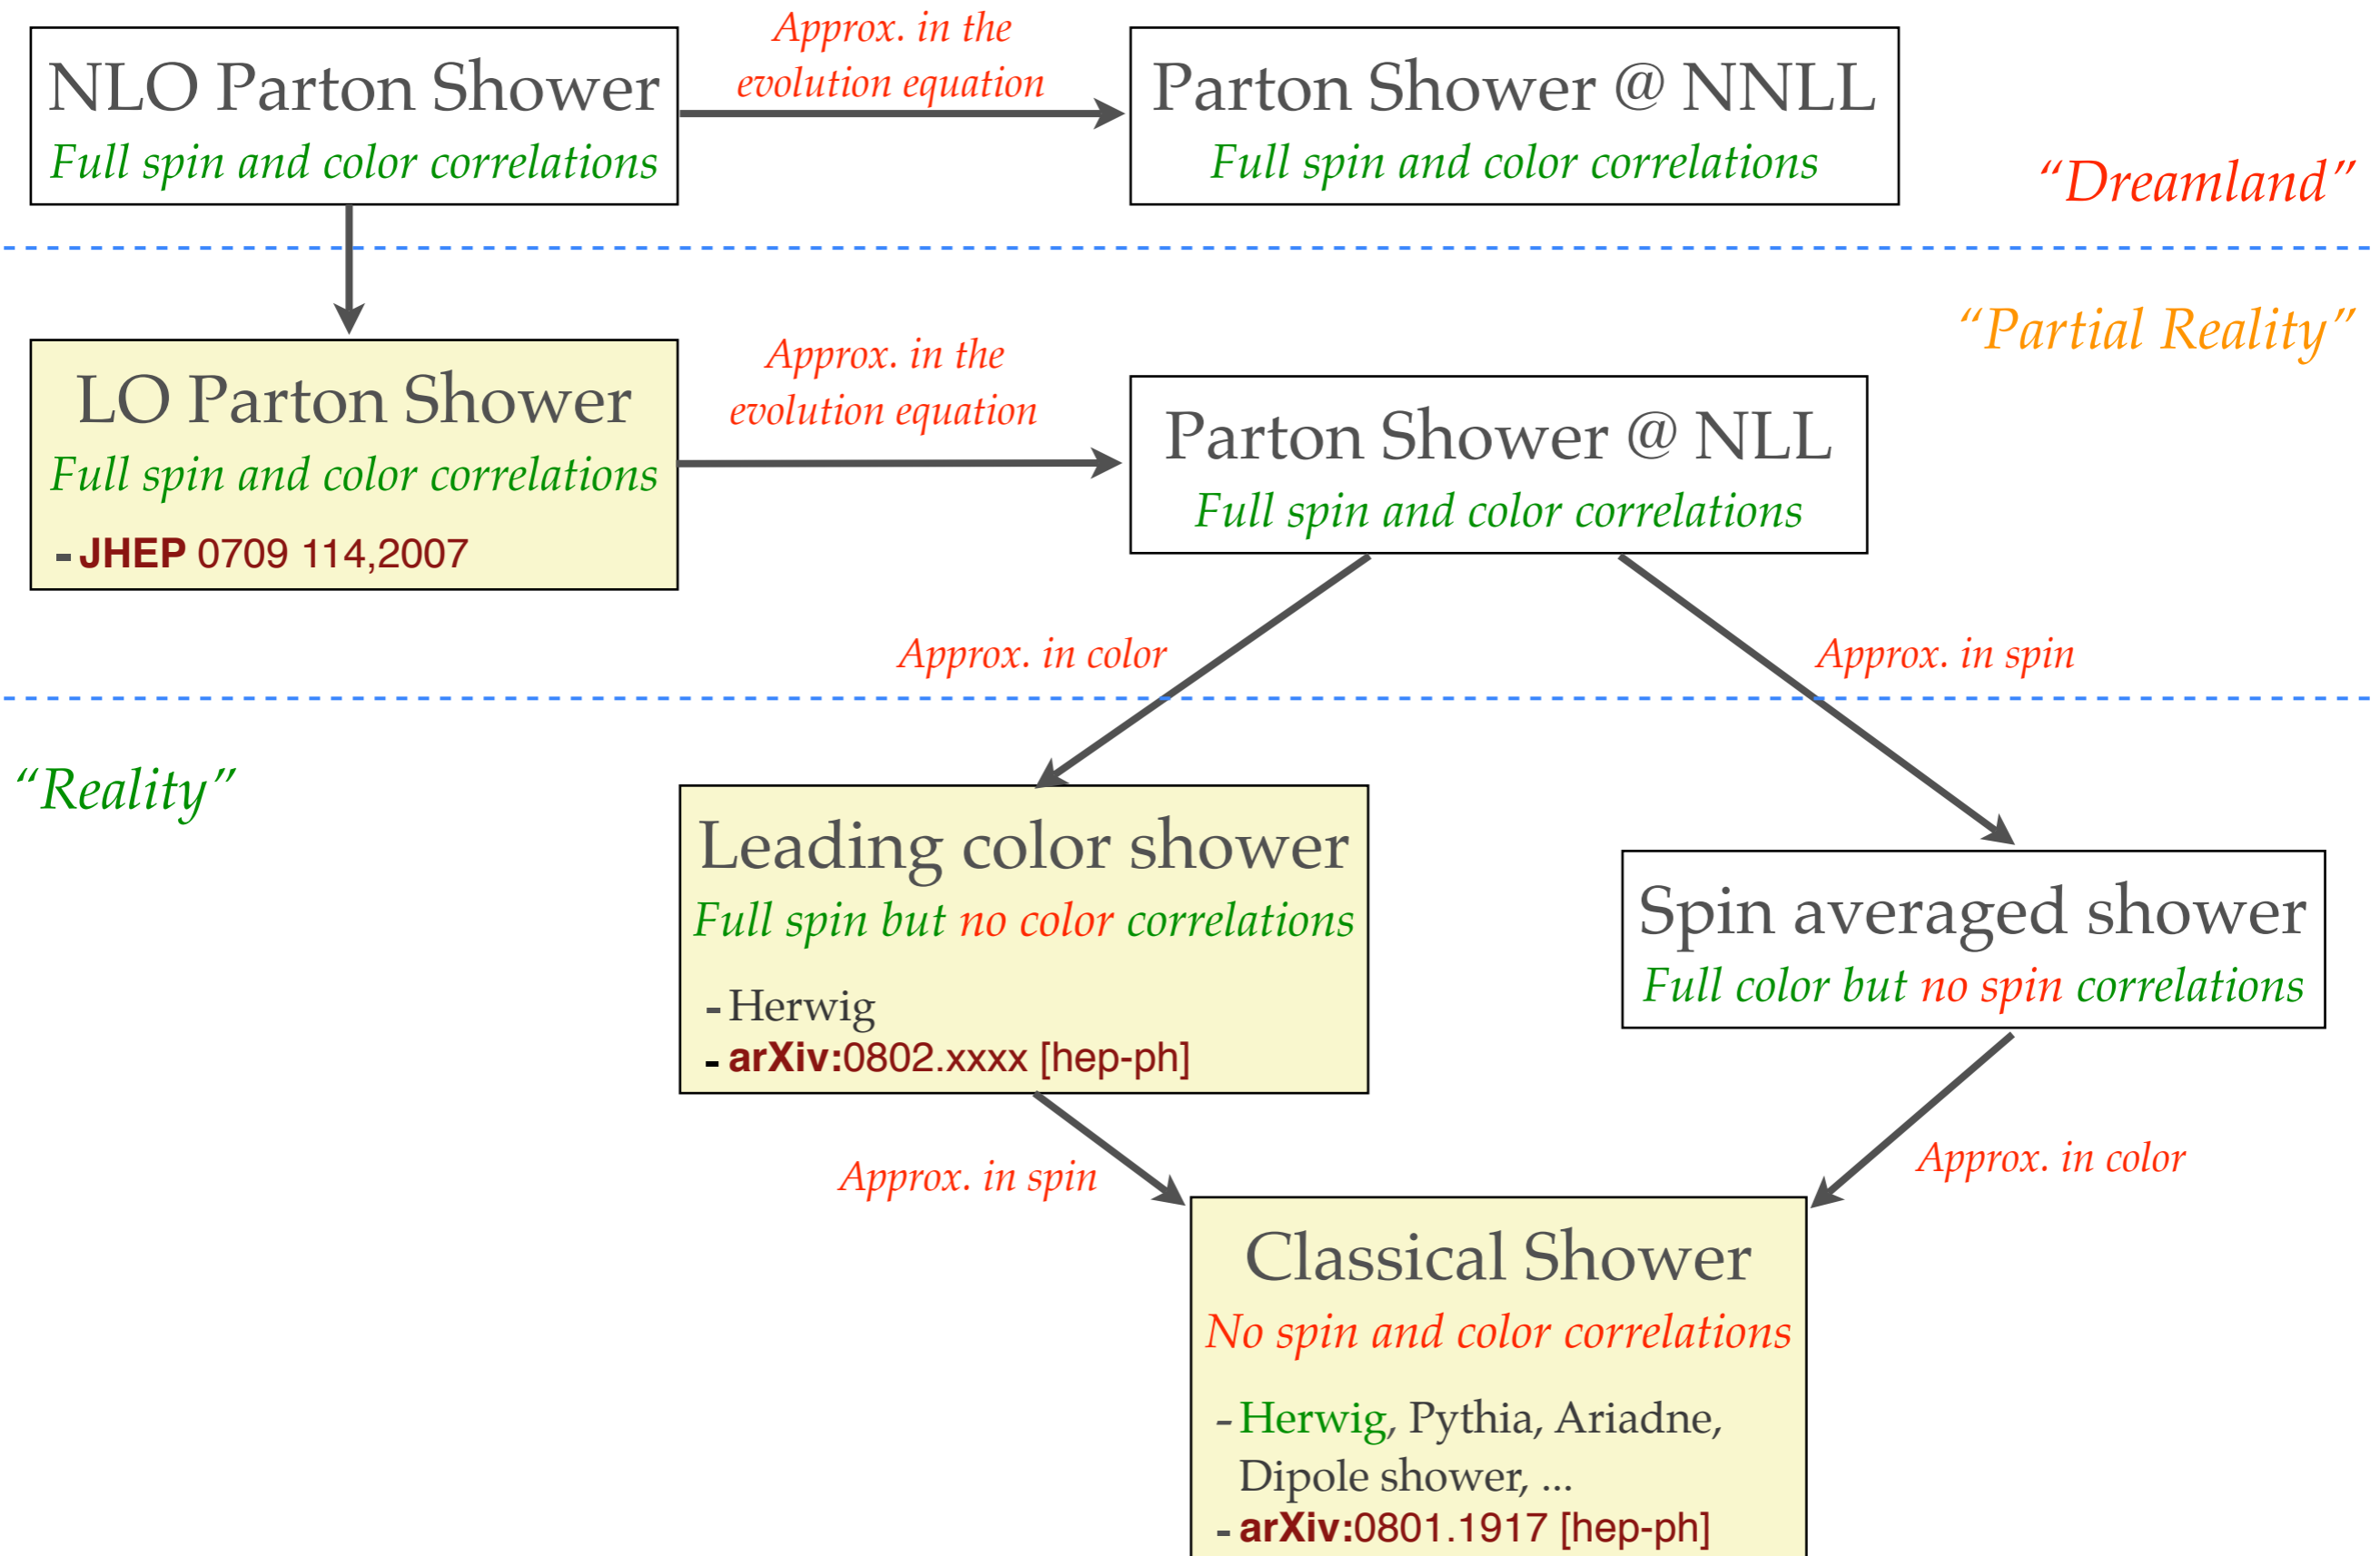 NLO Parton Shower
Full spin and color correlations
Approx. in the
evolution equation
Parton Shower @ NNLL
Full spin and color correlations
“Dreamland”
“Partial Reality”
LO Parton Shower
Full spin and color correlations
- JHEP 0709 114,2007
Approx. in the
evolution equation
Parton Shower @ NLL
Full spin and color correlations
Approx. in color
Approx. in spin
“Reality”
Leading color shower
Full spin but no color correlations
- Herwig
- arXiv:0802.xxxx [hep-ph]
Spin averaged shower
Full color but no spin correlations
Approx. in spin
Approx. in color
Classical Shower
No spin and color correlations
- Herwig, Pythia, Ariadne,
Dipole shower, ...
- arXiv:0801.1917 [hep-ph]